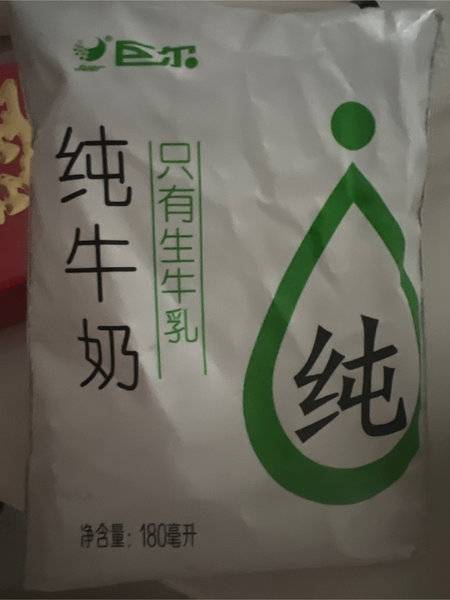 巨尔
纯牛奶
只有生牛乳
纯
净含量：180毫升